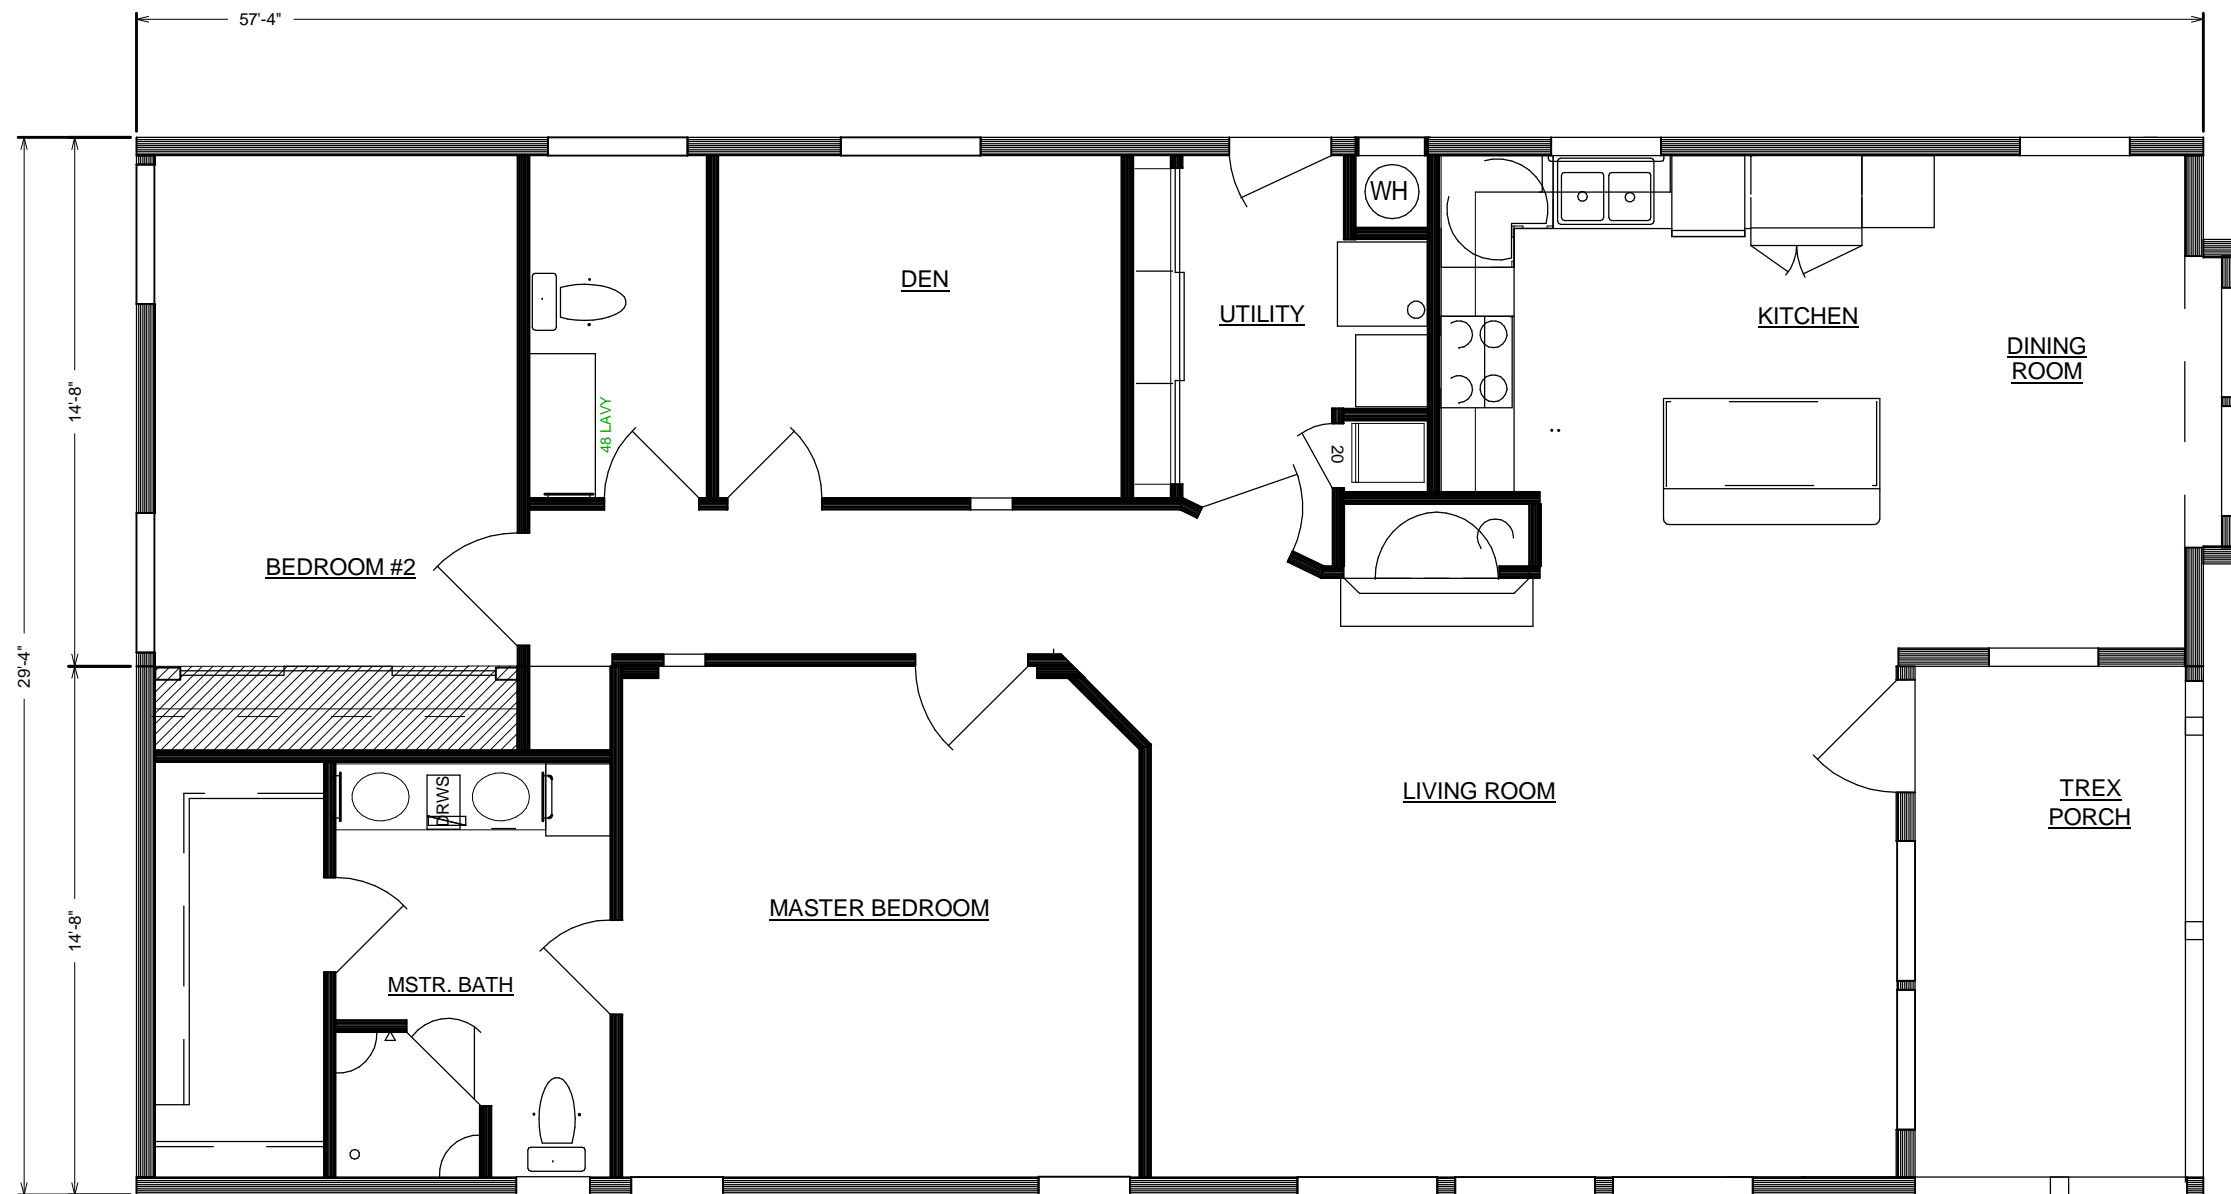 57'-4"
WH
DEN
UTILITY
KITCHEN
DINING
ROOM
14'-8"
48 LAVY
20
BEDROOM #2
29'-4"
DRWS
LIVING ROOM
TREX
PORCH
MASTER BEDROOM
14'-8"
MSTR. BATH